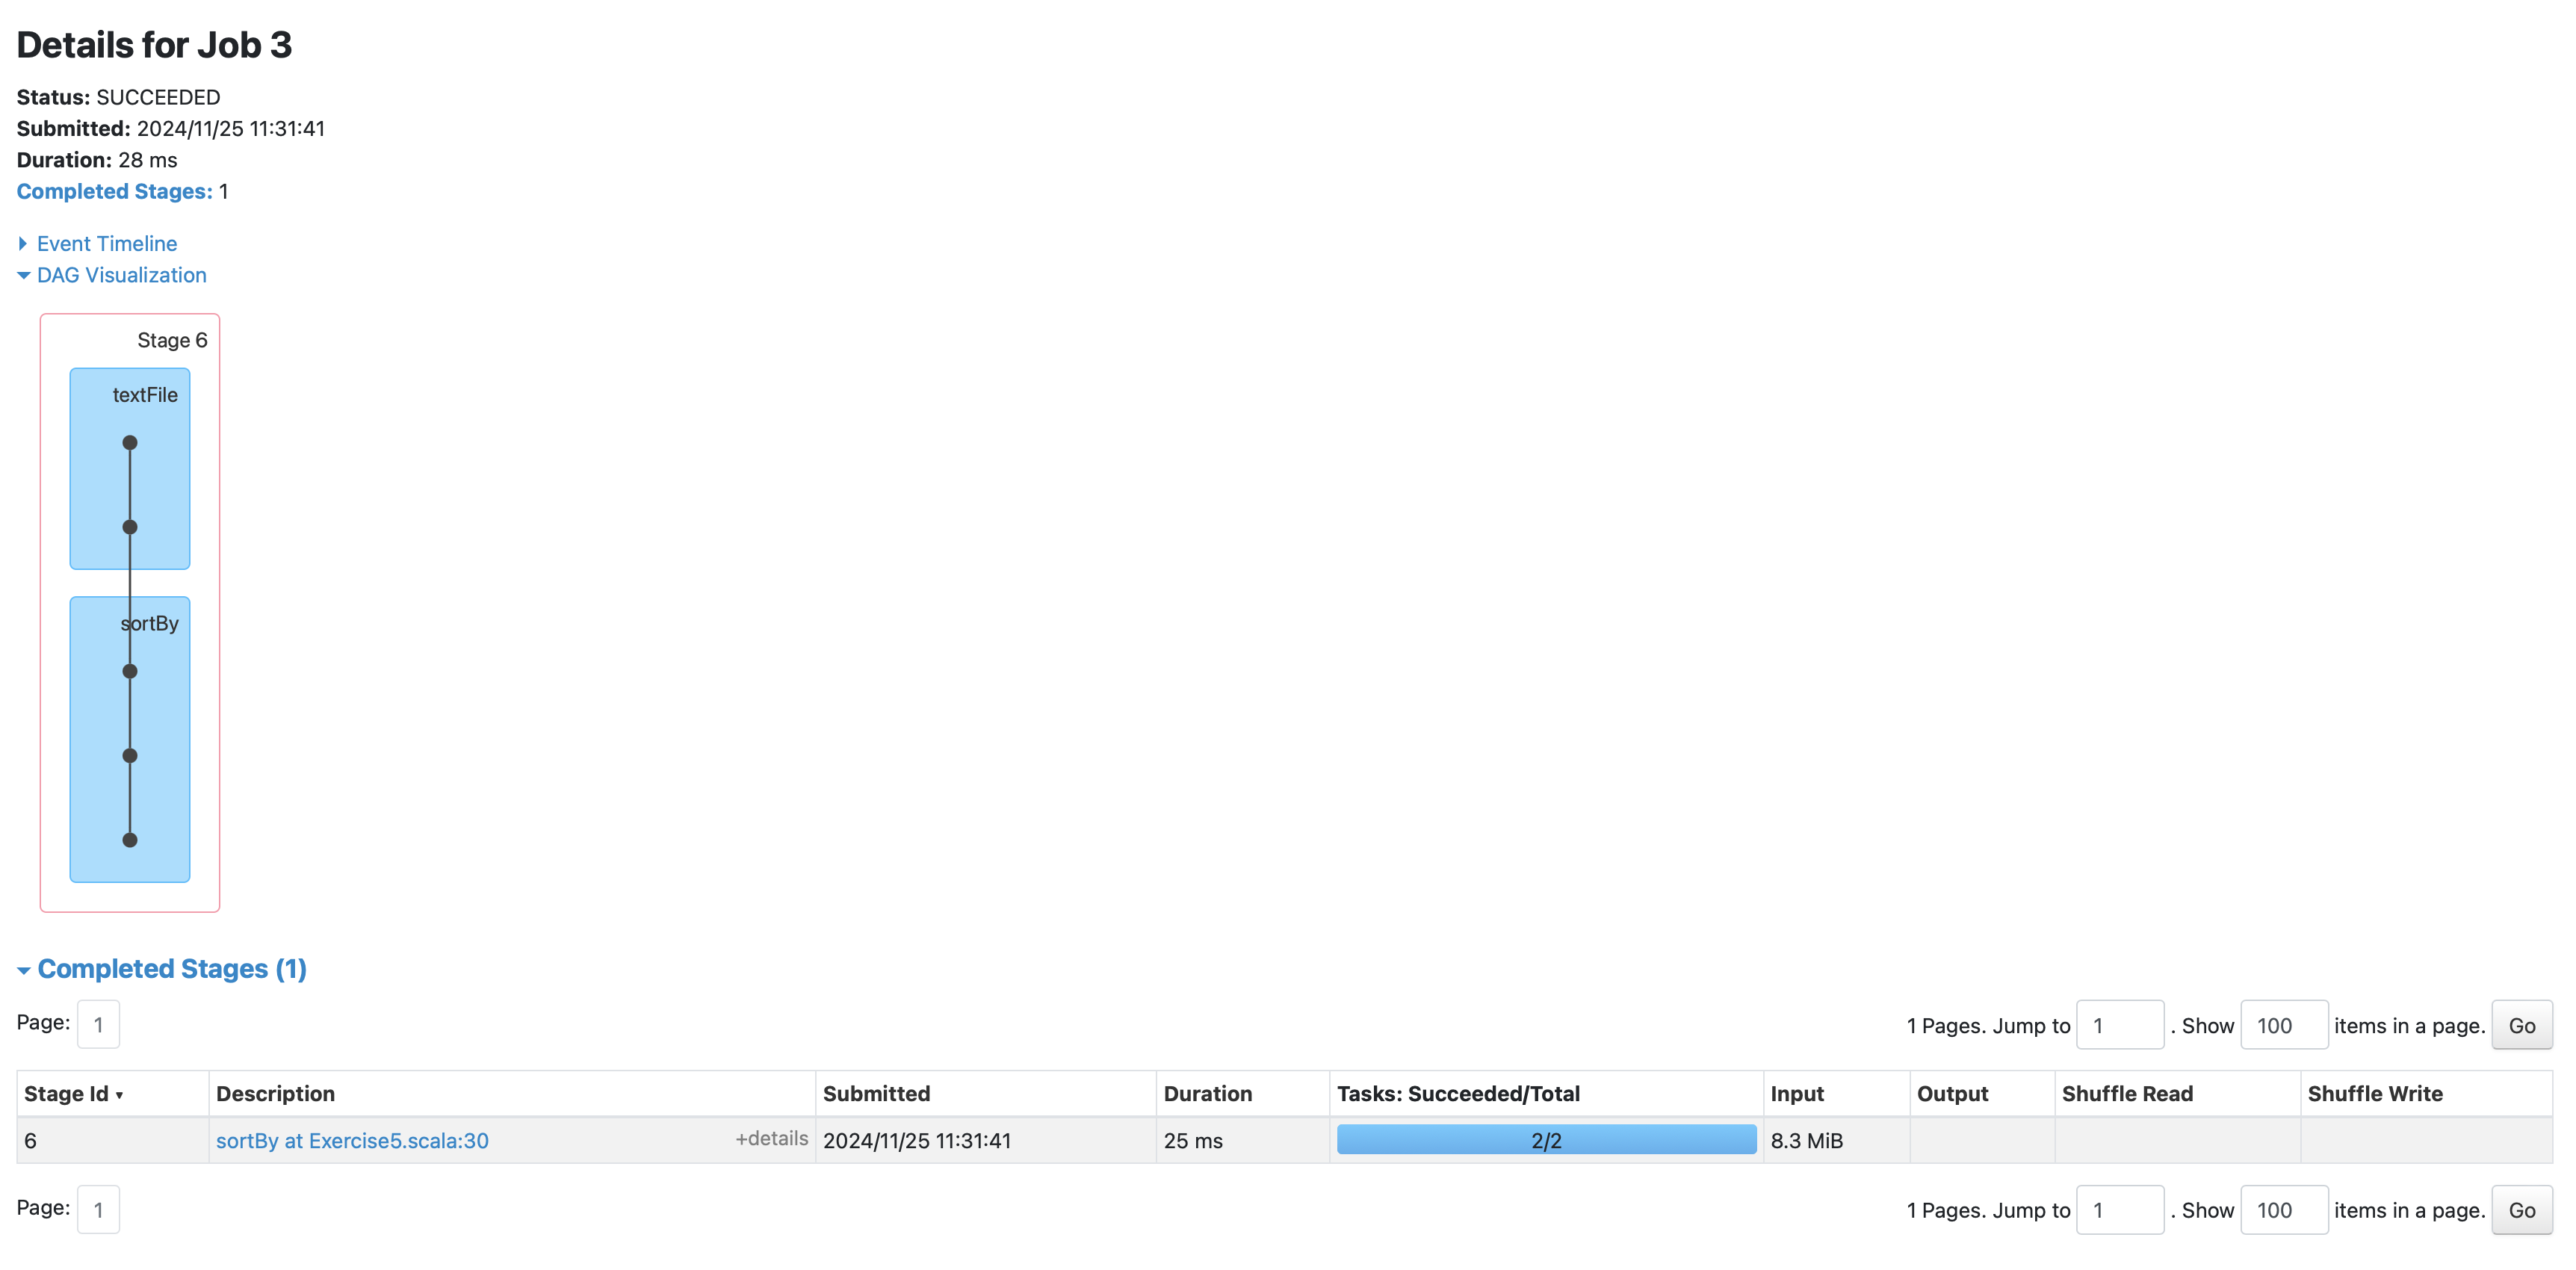 Details for Job 3
Status: SUCCEEDED
Submitted: 2024/11/25 11:31:41
Duration: 28 ms
Completed Stages: 1
Event Timeline
DAG Visualization
Stage 6
textFile
sortBy
Completed Stages (1)
Page: 1 1 Pages. Jump to 1 . Show 100 items in a page. Go
Stage Id ▾ Description Submitted Duration Tasks: Succeeded/Total Input Output Shuffle Read Shuffle Write
6 sortBy at Exercise5.scala:30 +details 2024/11/25 11:31:41 25 ms 2/2 8.3 MiB
Page: 1 1 Pages. Jump to 1 . Show 100 items in a page. Go